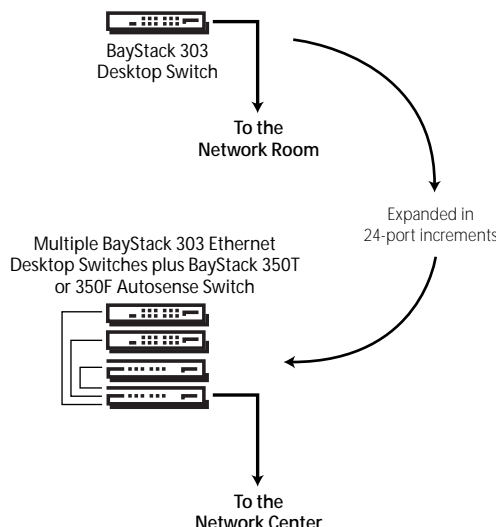 BayStack 303
Desktop Switch
To the
Network Room
Expanded in
24-port increments
Multiple BayStack 303 Ethernet
Desktop Switches plus BayStack 350T
or 350F Autosense Switch
To the
Network Center